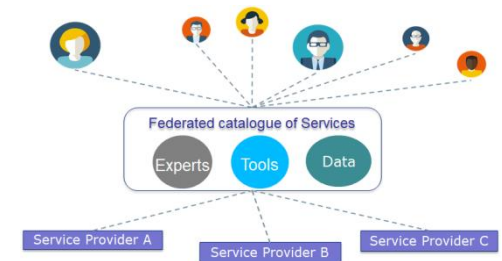 Federated catalogue of Services
Experts
Tools
Data
Service Provider A
Service Provider B
Service Provider C